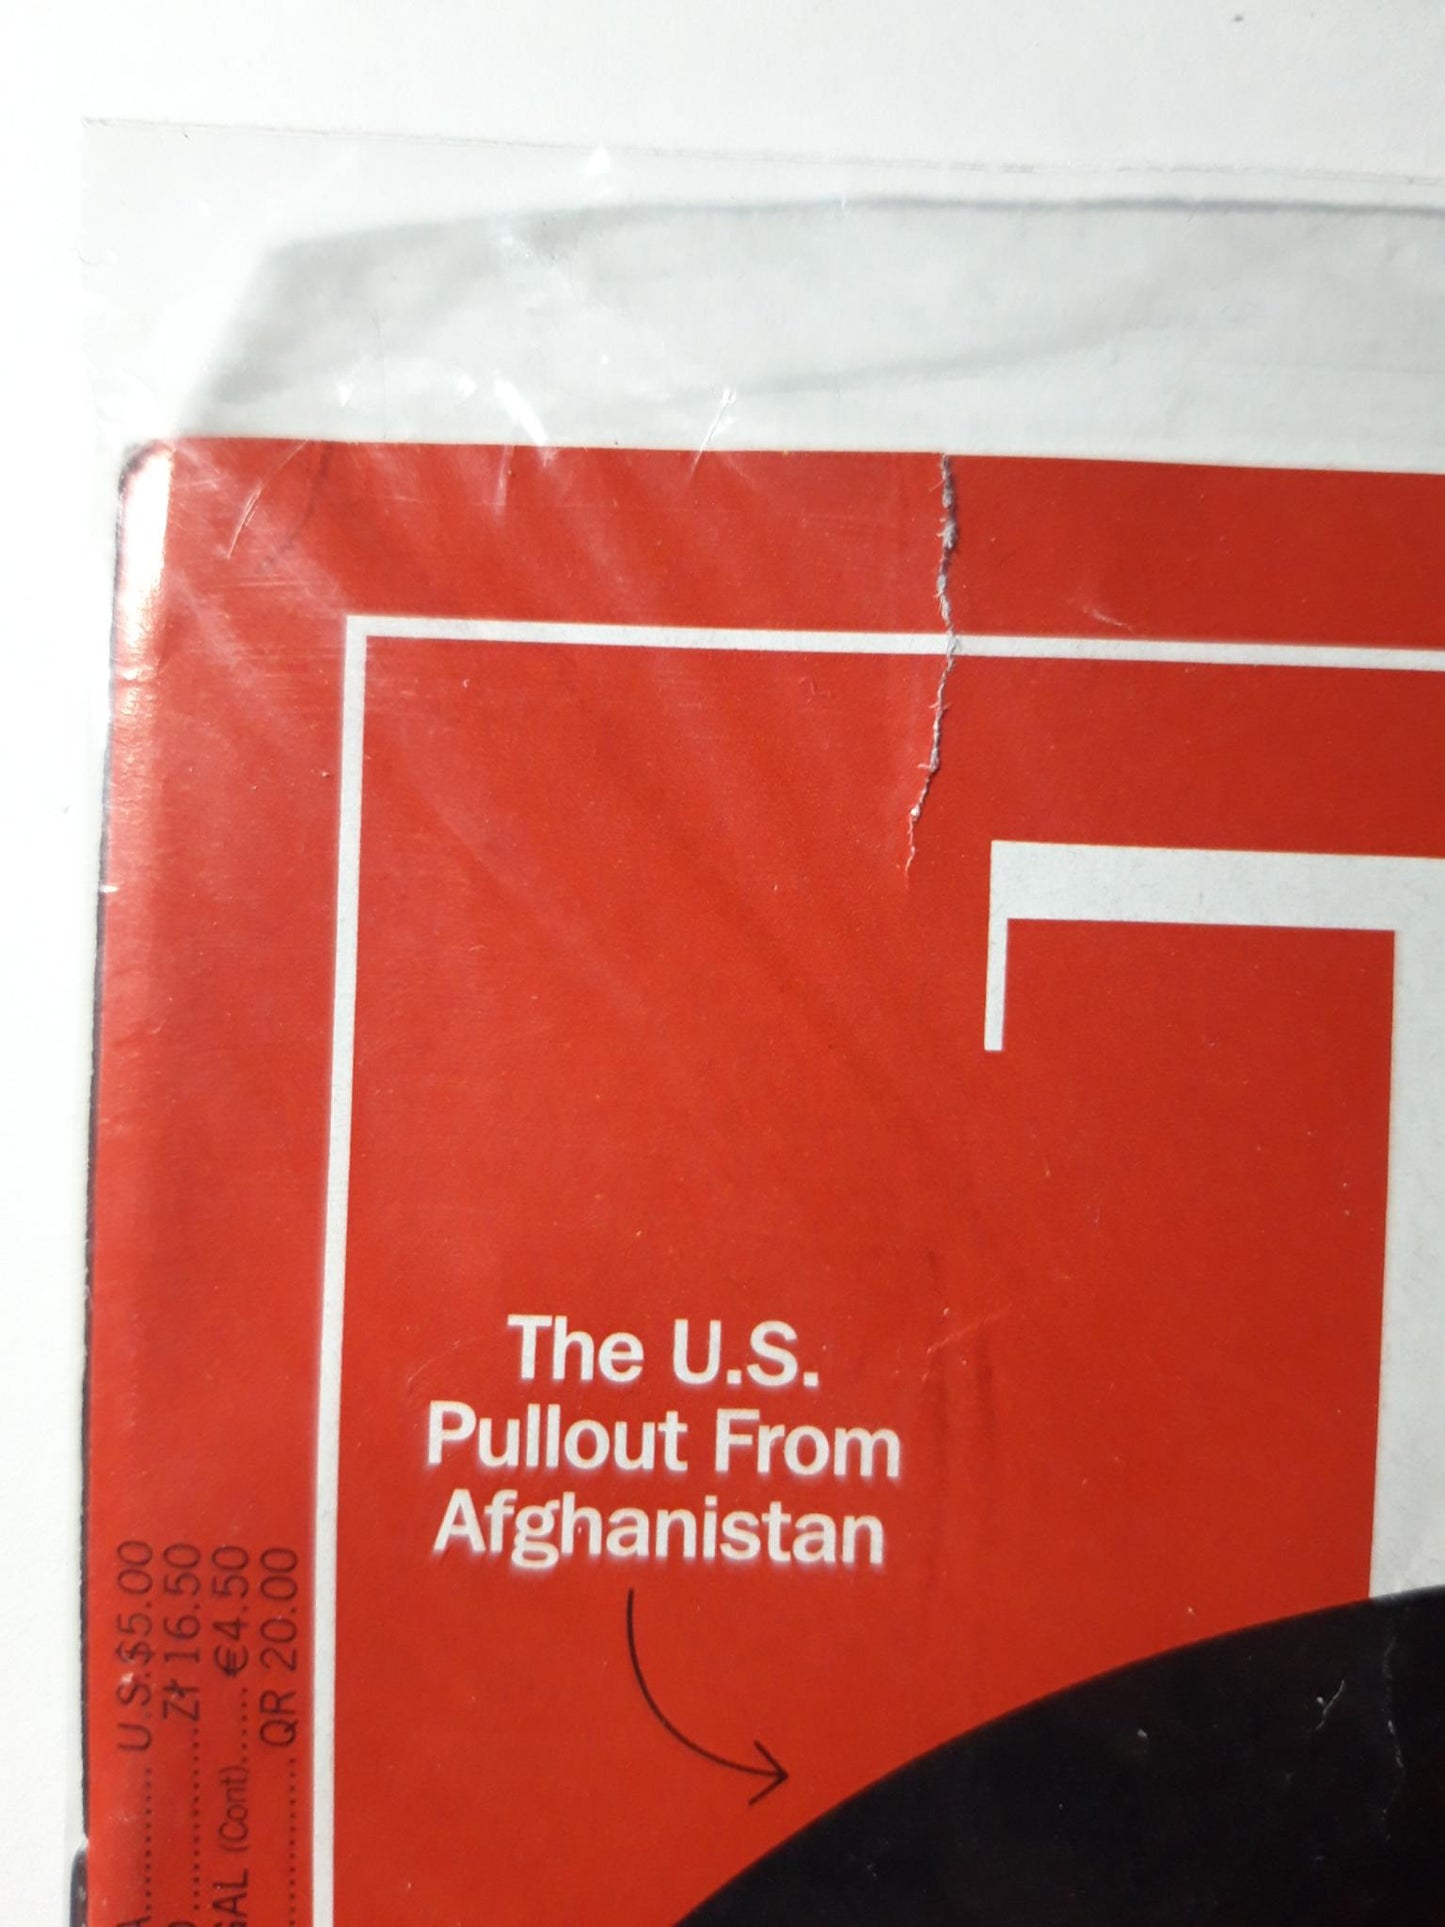 The U.S.
Pullout From
Afghanistan
U.S.$5.00
Zł 16.50
(Cont)...... €4.50
QR 20.00